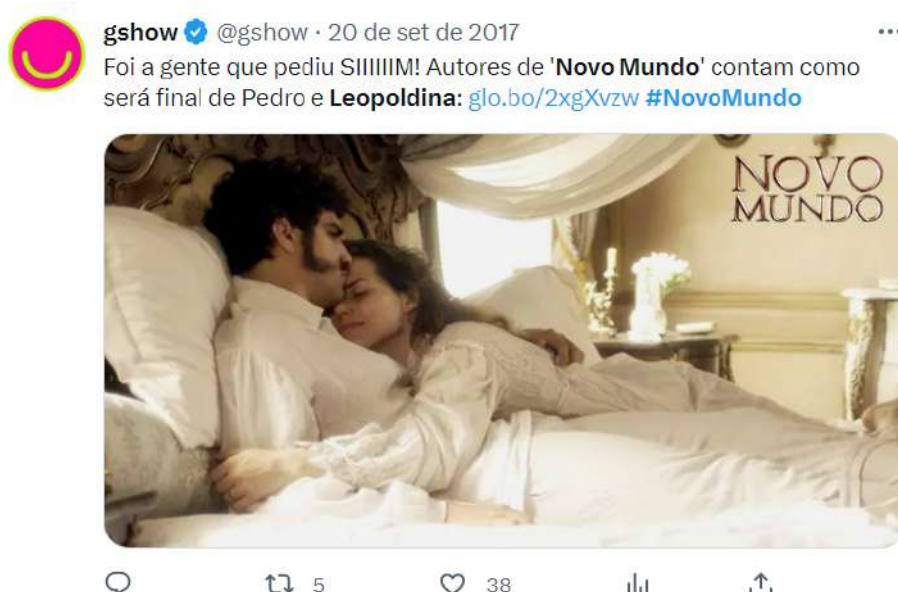 gshow @gshow · 20 de set de 2017
Foi a gente que pediu SIIIIIIM! Autores de 'Novo Mundo' contam como
será final de Pedro e Leopoldina: glo.bo/2xgXvzw #NovoMundo
NOVO
MUNDO
5 38